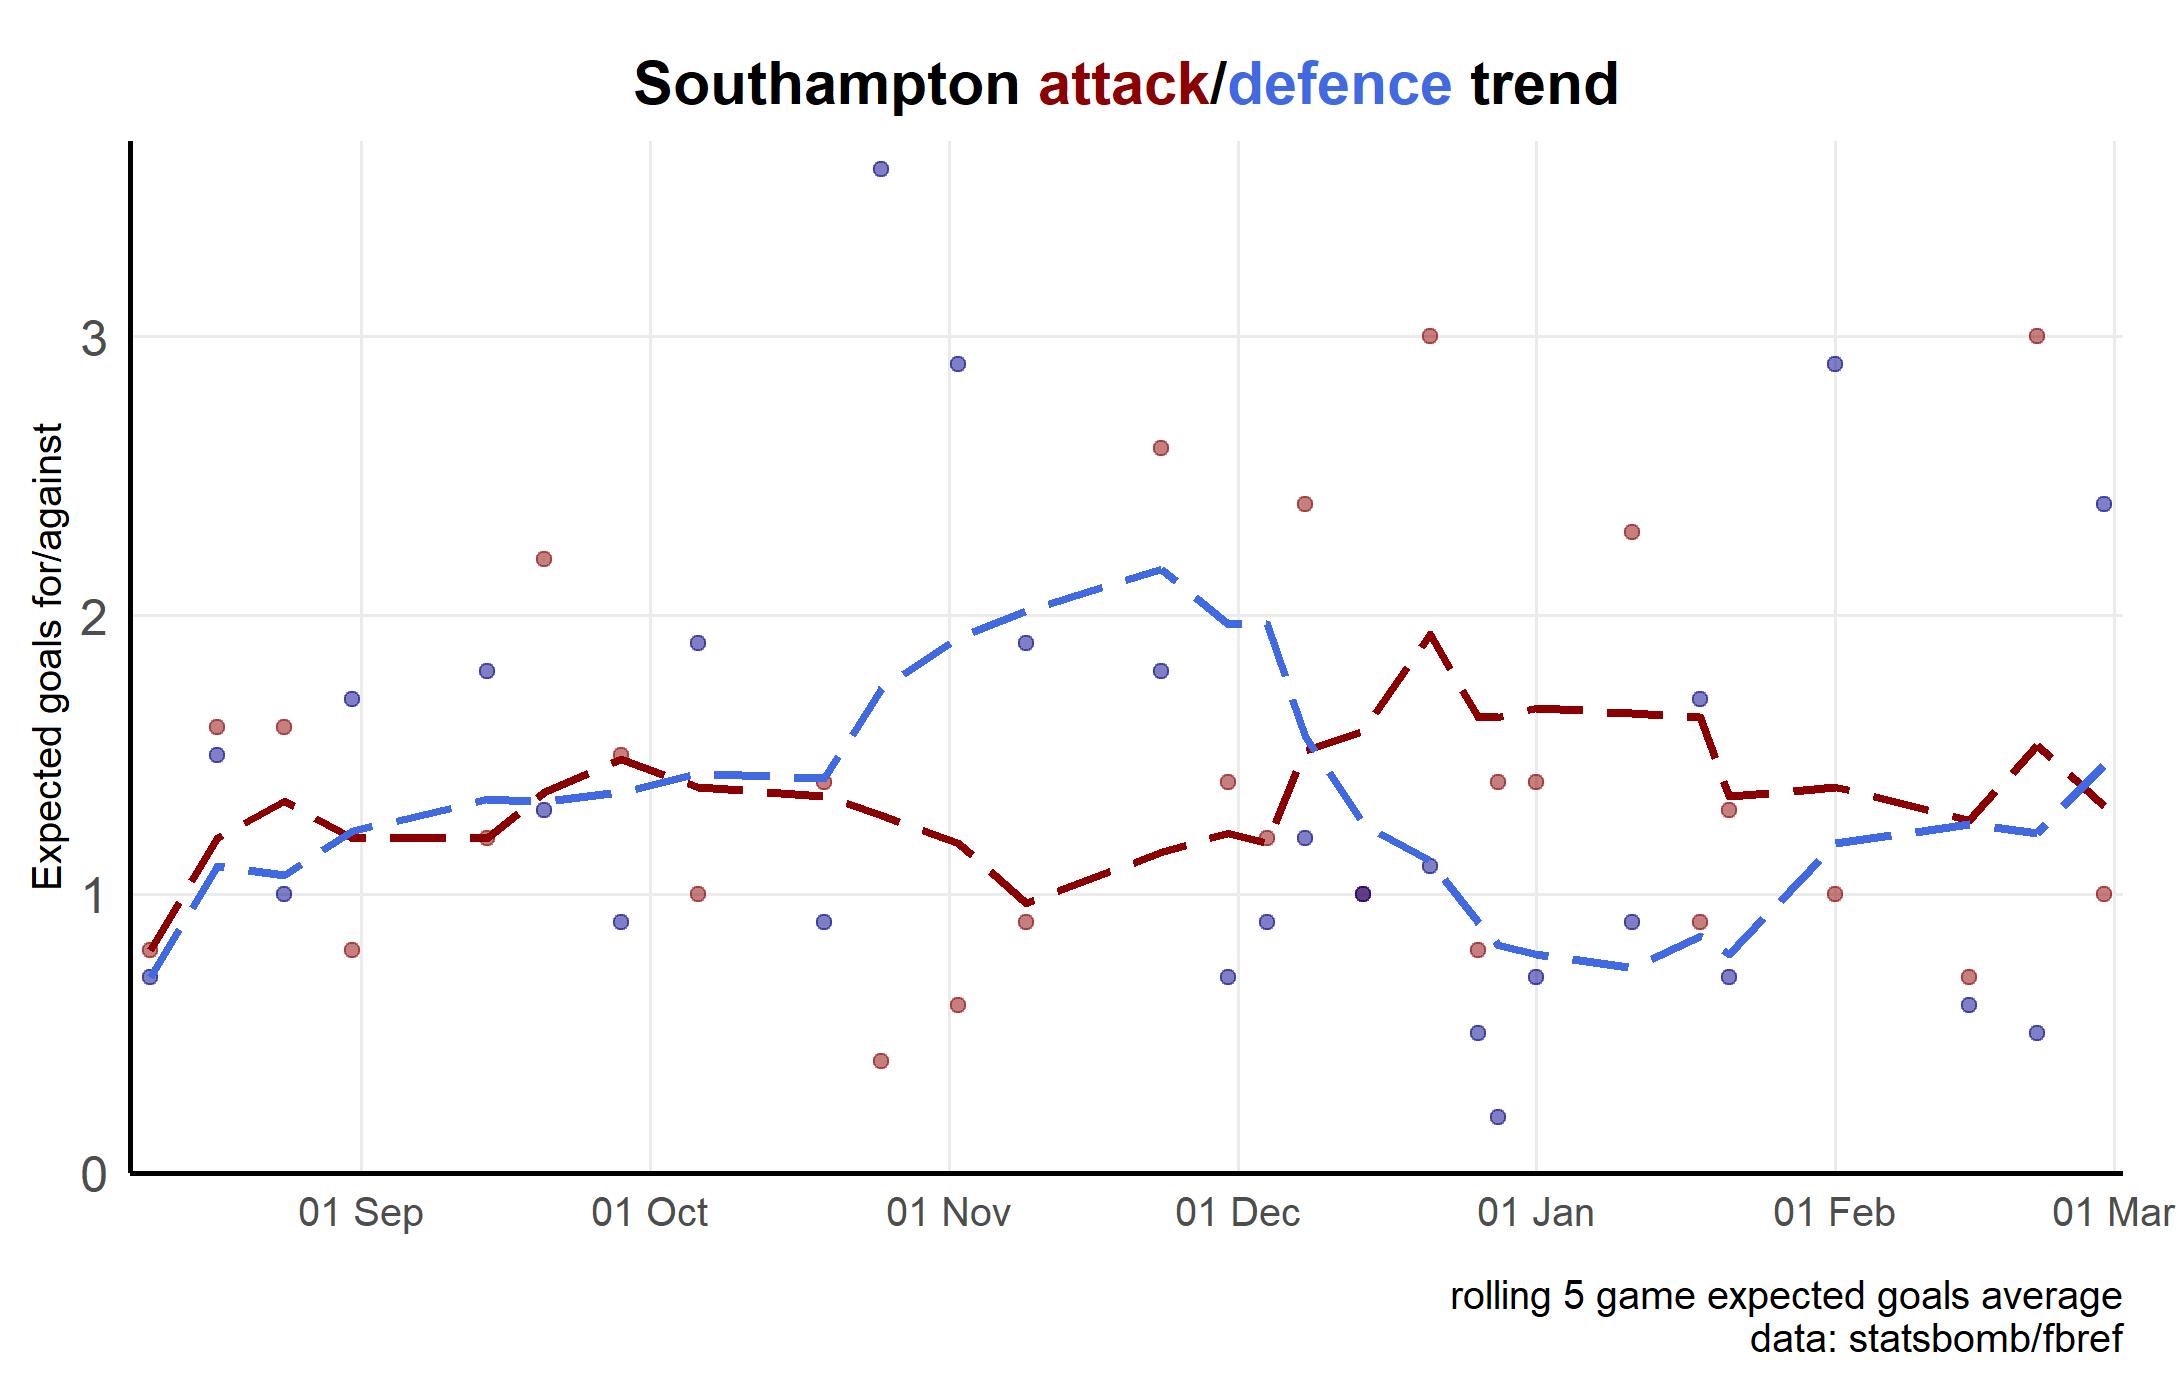 Southampton attack/defence trend
Expected goals for/against
3
2
1
0
01 Sep
01 Oct
01 Nov
01 Dec
01 Jan
01 Feb
01 Mar
rolling 5 game expected goals average
data: statsbomb/fbref